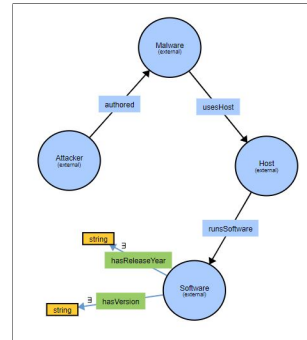 Malware
(external)
authored
usesHost
Attacker
(external)
Host
(external)
runsSoftware
string
∃
hasReleaseYear
Software
(external)
string
∃
hasVersion